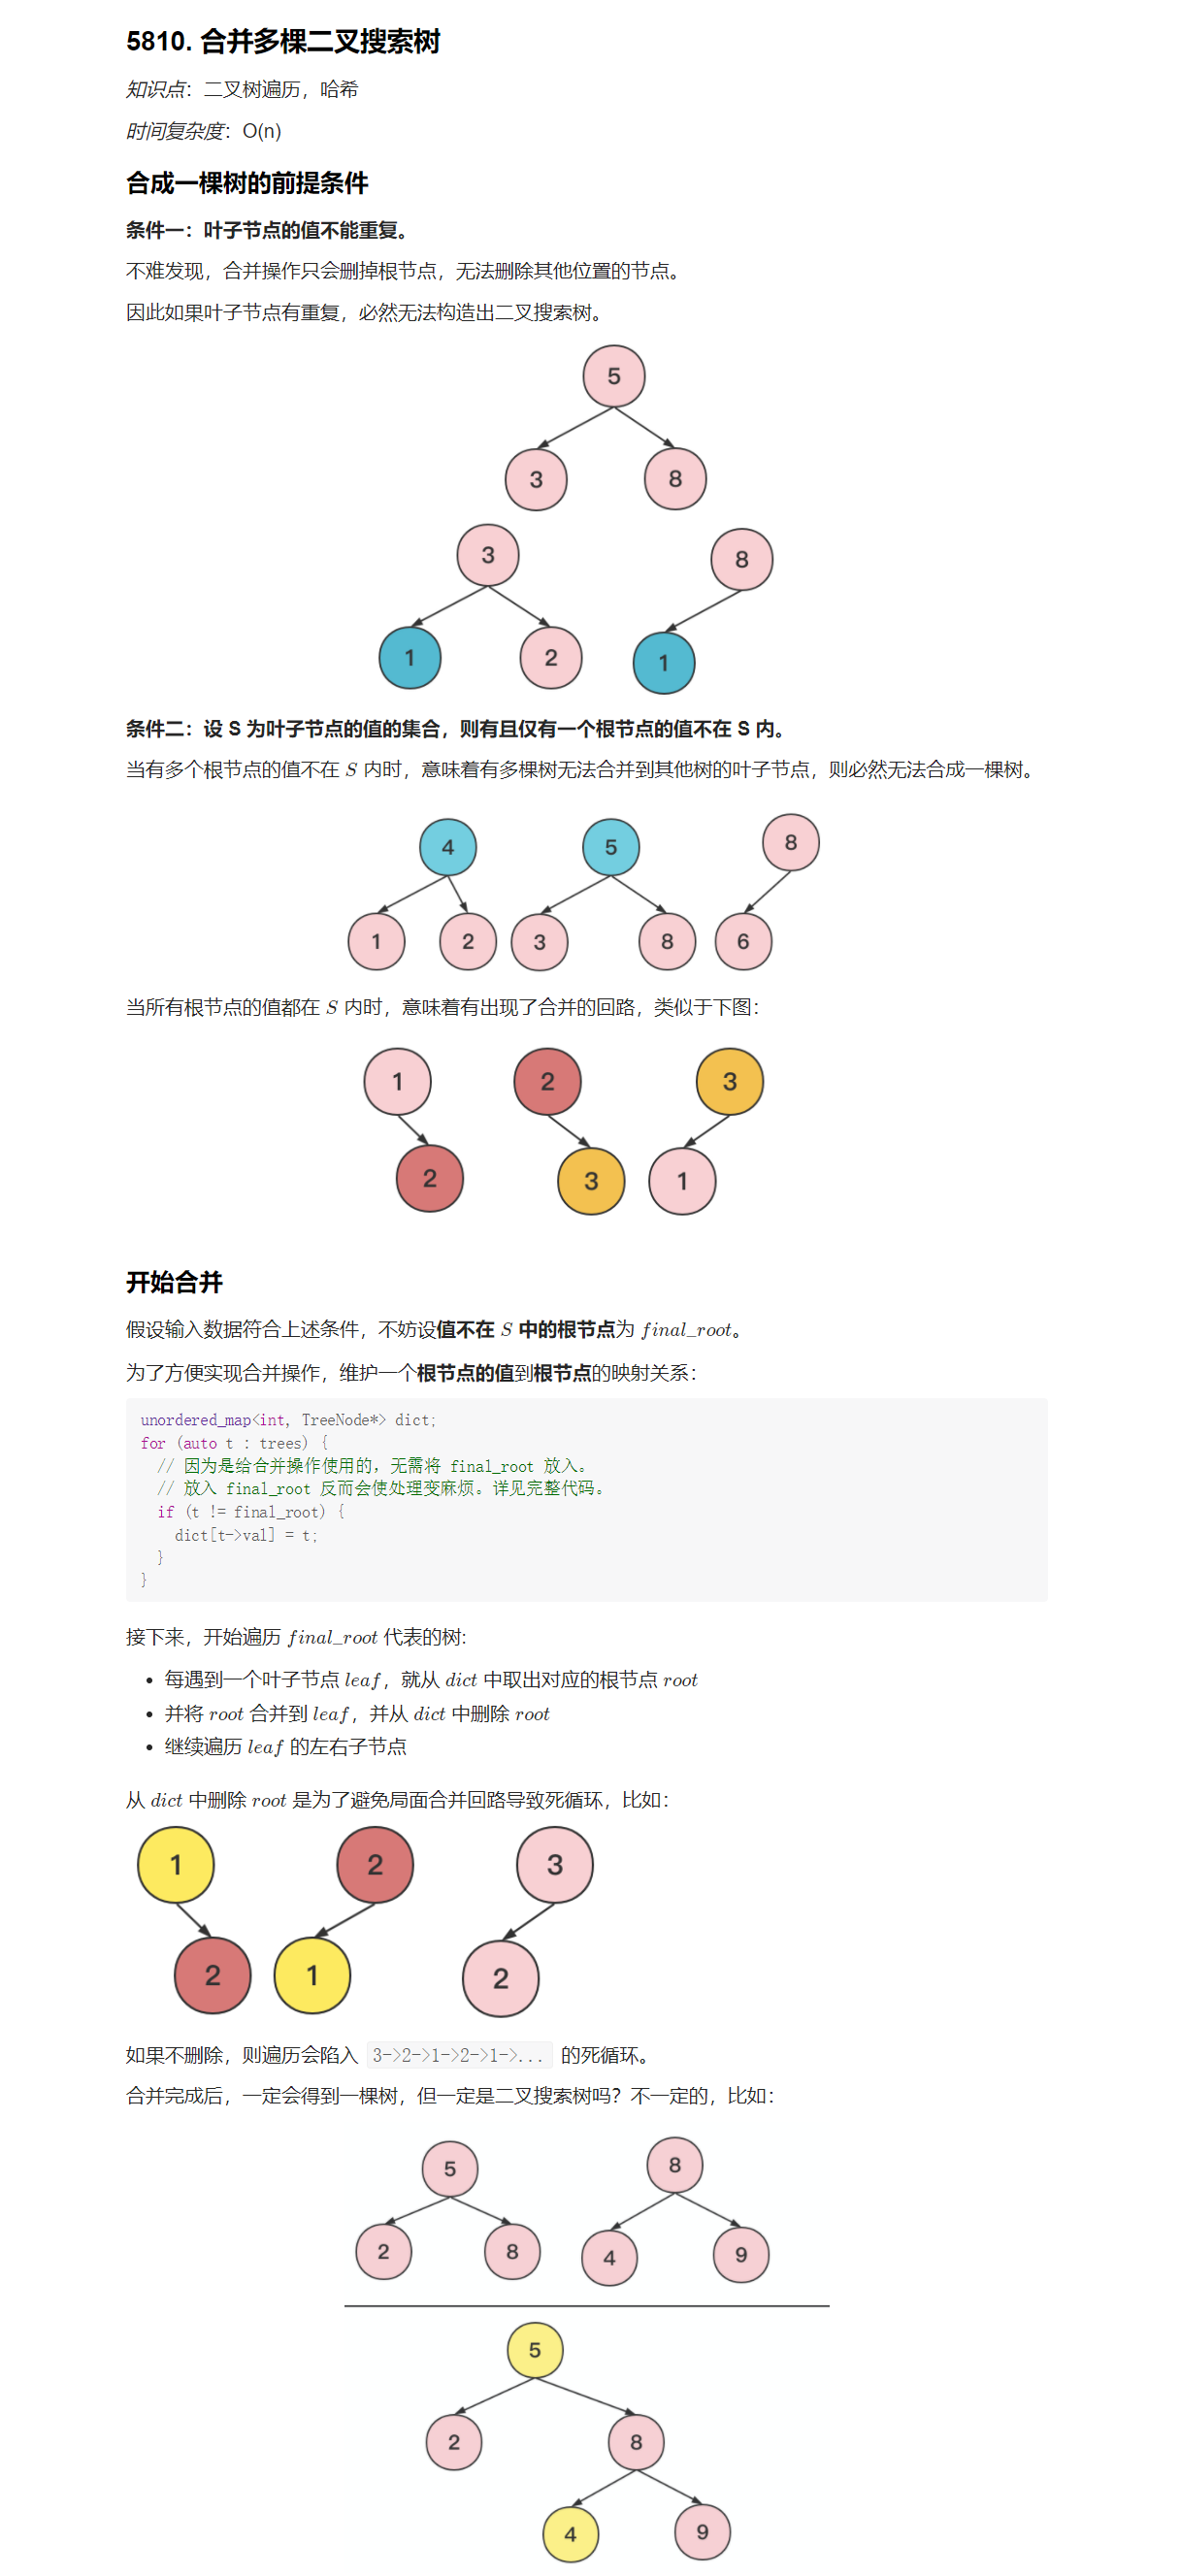 5810. 合并多棵二叉搜索树
知识点：二叉树遍历，哈希
时间复杂度：O(n)
合成一棵树的前提条件
条件一：叶子节点的值不能重复。
不难发现，合并操作只会删掉根节点，无法删除其他位置的节点。
因此如果叶子节点有重复，必然无法构造出二叉搜索树。
5
3 8
3 8
1 2 1
条件二：设 S 为叶子节点的值的集合，则有且仅有一个根节点的值不在 S 内。
当有多个根节点的值不在 S 内时，意味着有多棵树无法合并到其他树的叶子节点，则必然无法合成一棵树。
4 5 8
1 2 3 8 6
当所有根节点的值都在 S 内时，意味着有出现了合并的回路，类似于下图：
1 2 3
2 3 1
开始合并
假设输入数据符合上述条件，不妨设值不在 S 中的根节点为 final_root。
为了方便实现合并操作，维护一个根节点的值到根节点的映射关系：
unordered_map<int, TreeNode*> dict;
for (auto t : trees) {
  // 因为是给合并操作使用的，无需将 final_root 放入。
  // 放入 final_root 反而会使处理变麻烦。详见完整代码。
  if (t != final_root) {
    dict[t->val] = t;
  }
}
接下来，开始遍历 final_root 代表的树:
• 每遇到一个叶子节点 leaf，就从 dict 中取出对应的根节点 root
• 并将 root 合并到 leaf，并从 dict 中删除 root
• 继续遍历 leaf 的左右子节点
从 dict 中删除 root 是为了避免局面合并回路导致死循环，比如：
1 2 3
2 1 2
如果不删除，则遍历会陷入 3->2->1->2->1->... 的死循环。
合并完成后，一定会得到一棵树，但一定是二叉搜索树吗？不一定的，比如：
5 8
2 8 4 9
5
2 8
4 9